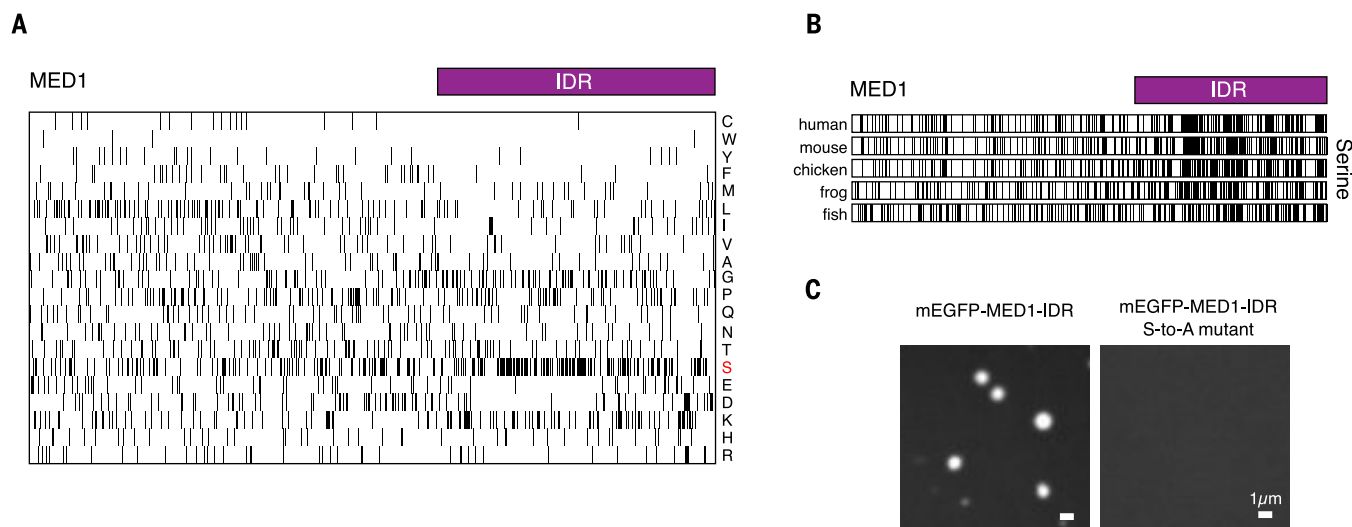 A
MED1
IDR
C
W
Y
F
M
L
I
V
A
G
P
Q
N
T
S
E
D
K
H
R
B
MED1
IDR
human
mouse
chicken
frog
fish
Serine
C
mEGFP-MED1-IDR
mEGFP-MED1-IDR
S-to-A mutant
1µm